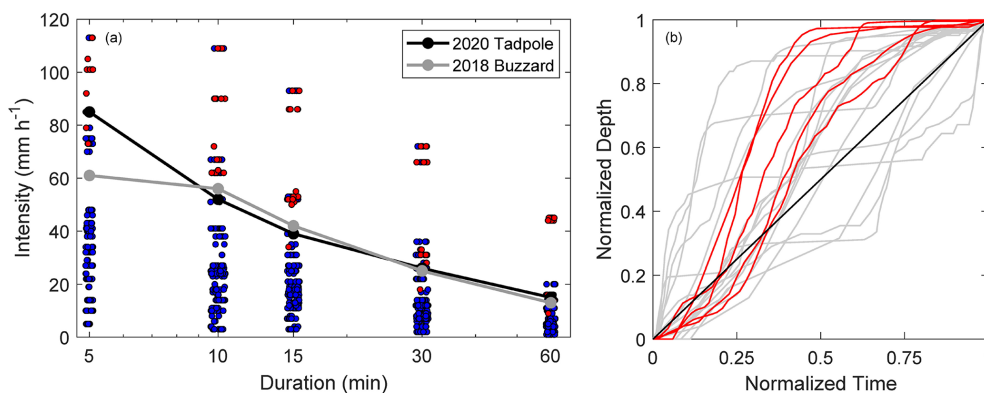 (a)
2020 Tadpole
2018 Buzzard
Intensity (mm h⁻¹)
120
100
80
60
40
20
0
5
10
15
30
60
Duration (min)
(b)
Normalized Depth
1
0.8
0.6
0.4
0.2
0
0
0.25
0.5
0.75
Normalized Time